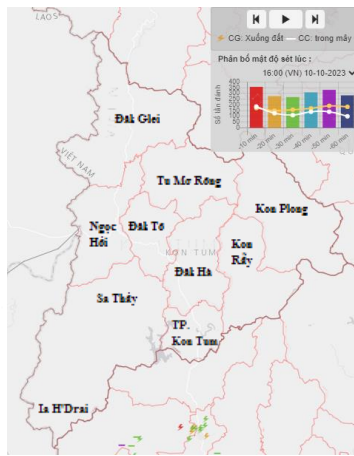 LAOS
CG: Xuống đất CC: trong mây
Phân bố mật độ sét lúc :
16:00 (VN) 10-10-2023
Số lần đánh
400
350
300
250
200
150
100
50
0
-10 min
-20 min
-30 min
-40 min
-50 min
-60 min
Đăk Glei
VIỆT NAM
Tu Mơ Rông
Kon Plong
Ngọc
Hồi
Đăk Tô
Kon
Rẫy
KON TUM
Đăk Hà
Sa Thầy
TP.
Kon Tum
Ia H'Drai